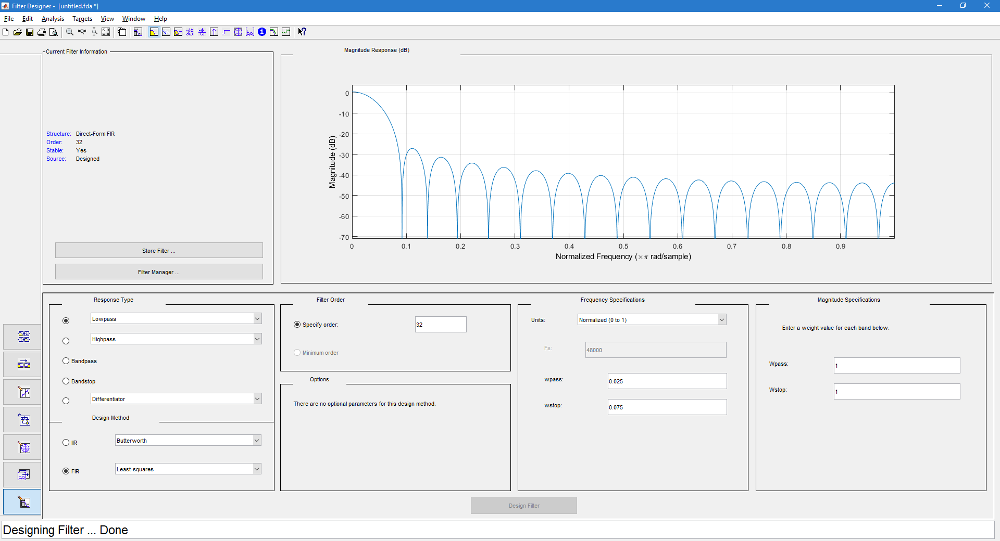 Filter Designer - [untitled.fda *]
File Edit Analysis Targets View Window Help
Current Filter Information
Structure: Direct-Form FIR
Order: 32
Stable: Yes
Source: Designed
Store Filter ...
Filter Manager ...
Magnitude Response (dB)
Magnitude (dB)
0
-10
-20
-30
-40
-50
-60
-70
0 0.1 0.2 0.3 0.4 0.5 0.6 0.7 0.8 0.9
Normalized Frequency (×π rad/sample)
Response Type
Lowpass
Highpass
Bandpass
Bandstop
Differentiator
Design Method
IIR Butterworth
FIR Least-squares
Filter Order
Specify order: 32
Minimum order
Options
There are no optional parameters for this design method.
Frequency Specifications
Units: Normalized (0 to 1)
Fs: 48000
wpass: 0.025
wstop: 0.075
Magnitude Specifications
Enter a weight value for each band below.
Wpass: 1
Wstop: 1
Design Filter
Designing Filter ... Done